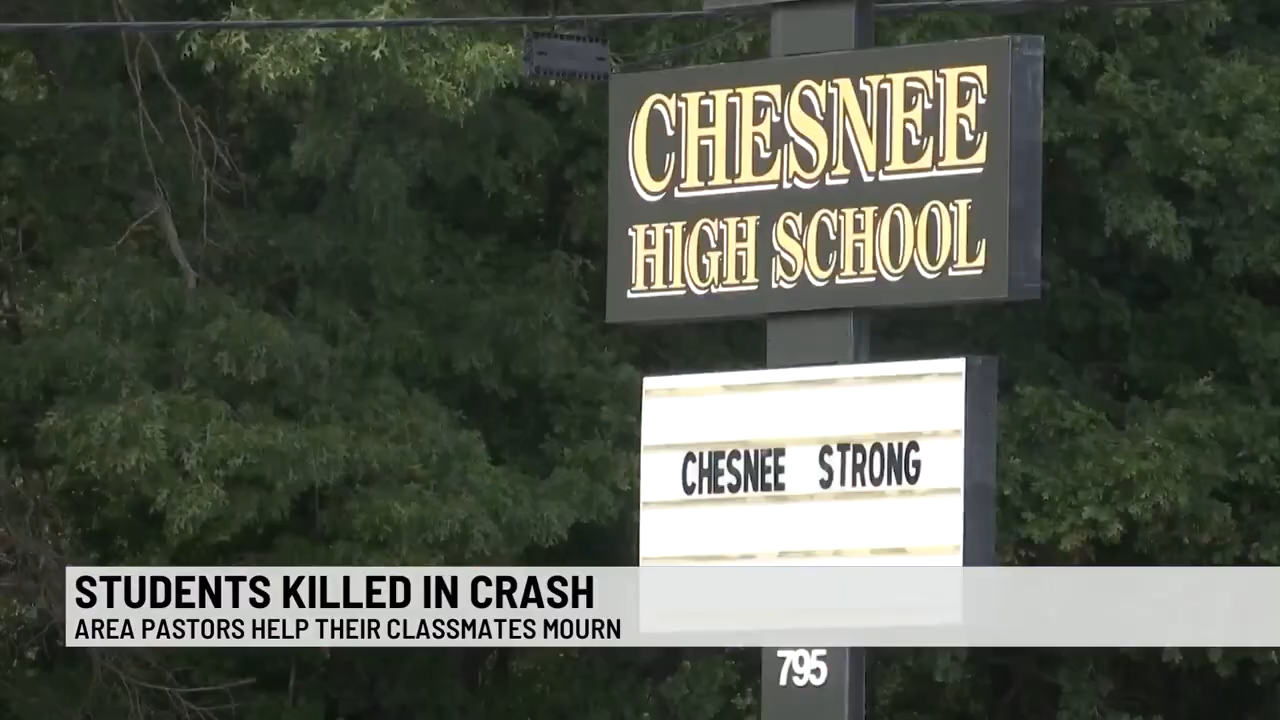 CHESNEE
HIGH SCHOOL
CHESNEE STRONG
STUDENTS KILLED IN CRASH
AREA PASTORS HELP THEIR CLASSMATES MOURN
795